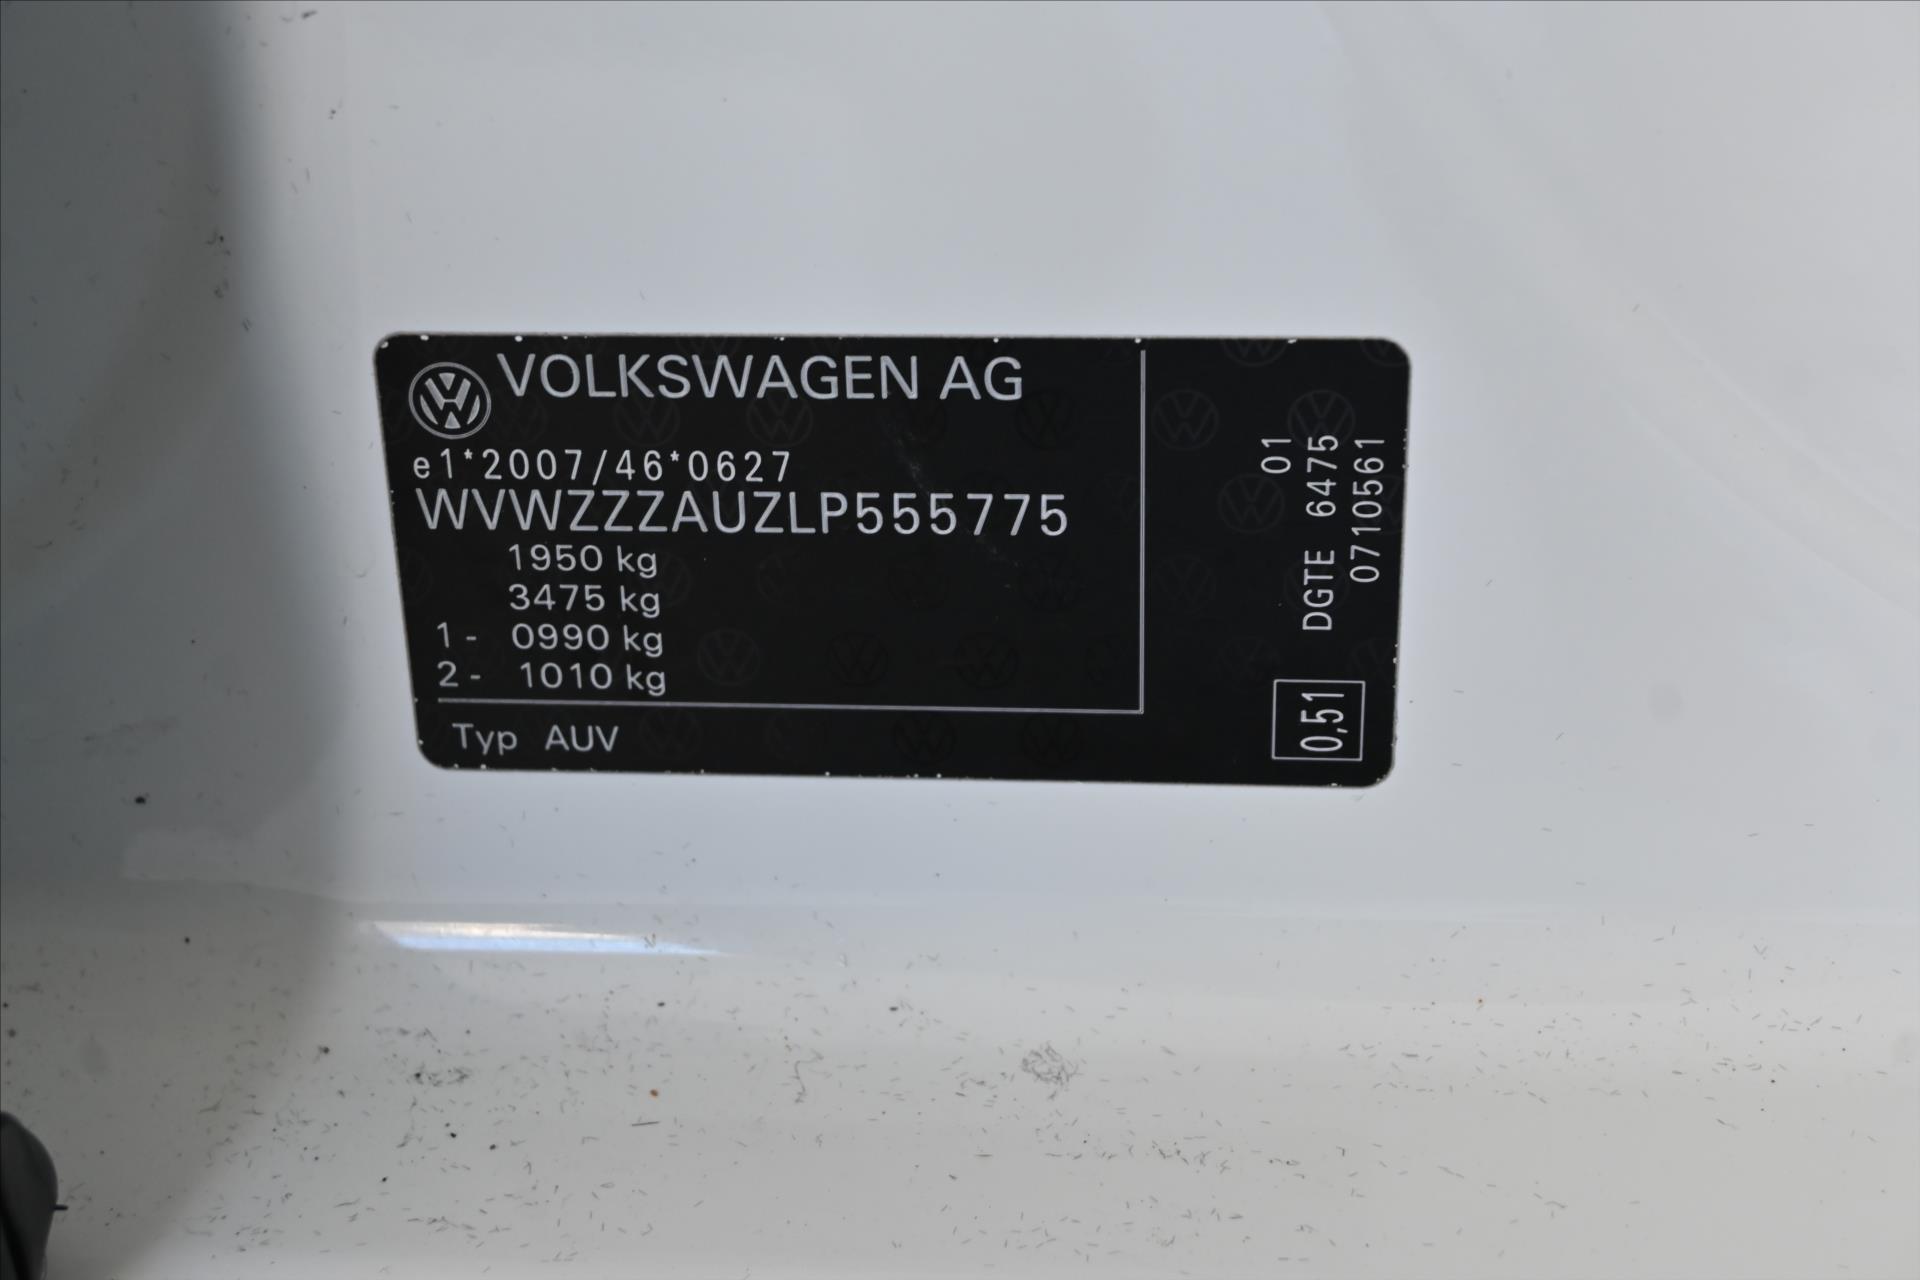 VOLKSWAGEN AG
e1*2007/46*0627
WVWZZZAUZLP555775
1950 kg
3475 kg
1- 0990 kg
2- 1010 kg
Typ AUV
01
DGTE 6475
07105561
0,51